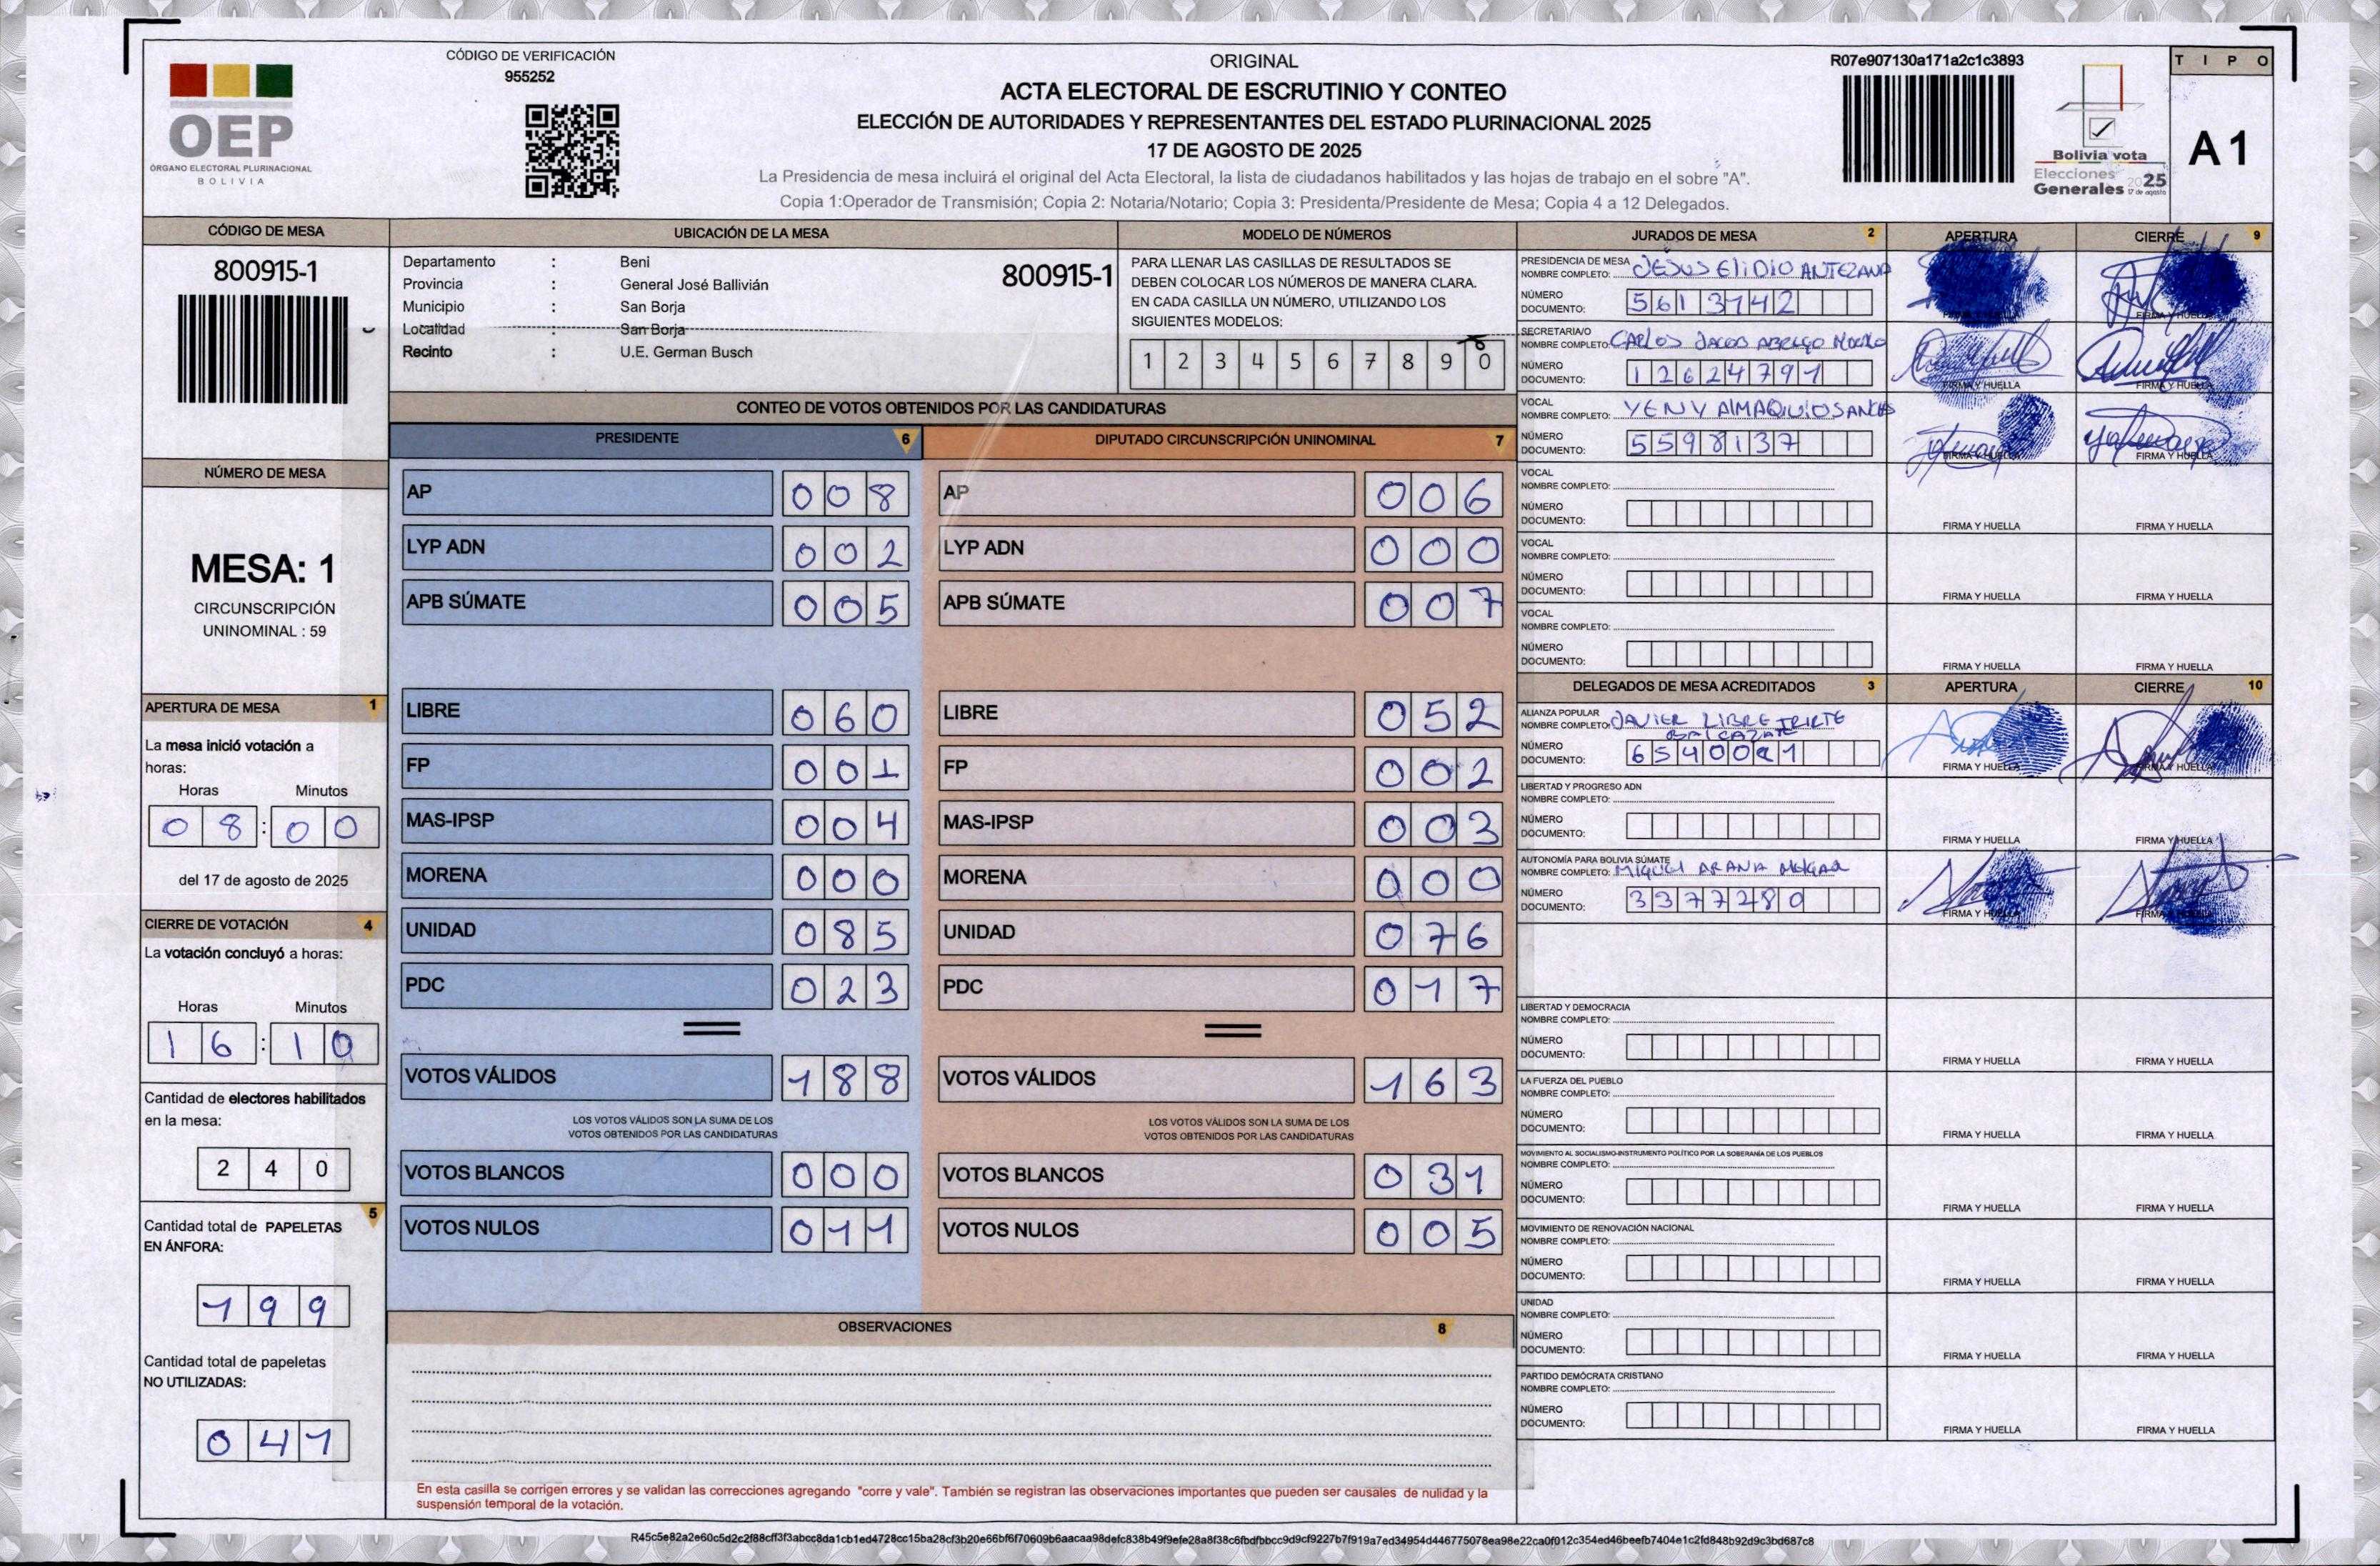 CÓDIGO DE VERIFICACIÓN
955252
OEP
ÓRGANO ELECTORAL PLURINACIONAL
BOLIVIA
ORIGINAL
ACTA ELECTORAL DE ESCRUTINIO Y CONTEO
ELECCIÓN DE AUTORIDADES Y REPRESENTANTES DEL ESTADO PLURINACIONAL 2025
17 DE AGOSTO DE 2025
La Presidencia de mesa incluirá el original del Acta Electoral, la lista de ciudadanos habilitados y las hojas de trabajo en el sobre "A".
Copia 1:Operador de Transmisión; Copia 2: Notaria/Notario; Copia 3: Presidenta/Presidente de Mesa; Copia 4 a 12 Delegados.
R07e907130a171a2c1c3893
Bolivia vota
Elecciones
Generales 2025
17 de agosto
TIPO
A1
CÓDIGO DE MESA
800915-1
NÚMERO DE MESA
MESA: 1
CIRCUNSCRIPCIÓN
UNINOMINAL : 59
APERTURA DE MESA 1
La mesa inició votación a
horas:
Horas Minutos
08:00
del 17 de agosto de 2025
CIERRE DE VOTACIÓN 4
La votación concluyó a horas:
Horas Minutos
16:10
Cantidad de electores habilitados
en la mesa:
240
5
Cantidad total de PAPELETAS
EN ÁNFORA:
199
Cantidad total de papeletas
NO UTILIZADAS:
041
UBICACIÓN DE LA MESA
Departamento : Beni
Provincia : General José Ballivián
Municipio : San Borja
Localidad : San Borja
Recinto : U.E. German Busch
800915-1
MODELO DE NÚMEROS
PARA LLENAR LAS CASILLAS DE RESULTADOS SE
DEBEN COLOCAR LOS NÚMEROS DE MANERA CLARA.
EN CADA CASILLA UN NÚMERO, UTILIZANDO LOS
SIGUIENTES MODELOS:
1 2 3 4 5 6 7 8 9 0
CONTEO DE VOTOS OBTENIDOS POR LAS CANDIDATURAS
PRESIDENTE 6
AP 008
LYP ADN 002
APB SÚMATE 005
LIBRE 060
FP 001
MAS-IPSP 004
MORENA 000
UNIDAD 085
PDC 023
VOTOS VÁLIDOS 188
LOS VOTOS VÁLIDOS SON LA SUMA DE LOS
VOTOS OBTENIDOS POR LAS CANDIDATURAS
VOTOS BLANCOS 000
VOTOS NULOS 011
DIPUTADO CIRCUNSCRIPCIÓN UNINOMINAL 7
AP 006
LYP ADN 000
APB SÚMATE 007
LIBRE 052
FP 002
MAS-IPSP 003
MORENA 000
UNIDAD 076
PDC 017
VOTOS VÁLIDOS 163
LOS VOTOS VÁLIDOS SON LA SUMA DE LOS
VOTOS OBTENIDOS POR LAS CANDIDATURAS
VOTOS BLANCOS 031
VOTOS NULOS 005
OBSERVACIONES 8
En esta casilla se corrigen errores y se validan las correcciones agregando "corre y vale". También se registran las observaciones importantes que pueden ser causales de nulidad y la
suspensión temporal de la votación.
JURADOS DE MESA 2 APERTURA CIERRE 9
PRESIDENCIA DE MESA
NOMBRE COMPLETO: JESUS ELIDIO ANTEZANA
NÚMERO
DOCUMENTO: 5613742
FIRMA Y HUELLA
SECRETARIA/O
NOMBRE COMPLETO: CARLOS JACOB
NÚMERO
DOCUMENTO: 12624791
FIRMA Y HUELLA FIRMA Y HUELLA
VOCAL
NOMBRE COMPLETO: YENY
NÚMERO
DOCUMENTO: 5598137
FIRMA Y HUELLA FIRMA Y HUELLA
VOCAL
NOMBRE COMPLETO:
NÚMERO
DOCUMENTO:
FIRMA Y HUELLA FIRMA Y HUELLA
VOCAL
NOMBRE COMPLETO:
NÚMERO
DOCUMENTO:
FIRMA Y HUELLA FIRMA Y HUELLA
VOCAL
NOMBRE COMPLETO:
NÚMERO
DOCUMENTO:
FIRMA Y HUELLA FIRMA Y HUELLA
DELEGADOS DE MESA ACREDITADOS 3 APERTURA CIERRE 10
ALIANZA POPULAR
NOMBRE COMPLETO: JAVIER LIBRE IRIRTE
NÚMERO
DOCUMENTO:
FIRMA Y HUELLA FIRMA Y HUELLA
LIBERTAD Y PROGRESO ADN
NOMBRE COMPLETO:
NÚMERO
DOCUMENTO:
FIRMA Y HUELLA FIRMA Y HUELLA
AUTONOMÍA PARA BOLIVIA SÚMATE
NOMBRE COMPLETO: MIGUEL ARANA MELGAR
NÚMERO
DOCUMENTO: 3377280
FIRMA Y HUELLA FIRMA Y HUELLA
LIBERTAD Y DEMOCRACIA
NOMBRE COMPLETO:
NÚMERO
DOCUMENTO:
FIRMA Y HUELLA FIRMA Y HUELLA
LA FUERZA DEL PUEBLO
NOMBRE COMPLETO:
NÚMERO
DOCUMENTO:
FIRMA Y HUELLA FIRMA Y HUELLA
MOVIMIENTO AL SOCIALISMO-INSTRUMENTO POLÍTICO POR LA SOBERANÍA DE LOS PUEBLOS
NOMBRE COMPLETO:
NÚMERO
DOCUMENTO:
FIRMA Y HUELLA FIRMA Y HUELLA
MOVIMIENTO DE RENOVACIÓN NACIONAL
NOMBRE COMPLETO:
NÚMERO
DOCUMENTO:
FIRMA Y HUELLA FIRMA Y HUELLA
UNIDAD
NOMBRE COMPLETO:
NÚMERO
DOCUMENTO:
FIRMA Y HUELLA FIRMA Y HUELLA
PARTIDO DEMÓCRATA CRISTIANO
NOMBRE COMPLETO:
NÚMERO
DOCUMENTO:
FIRMA Y HUELLA FIRMA Y HUELLA